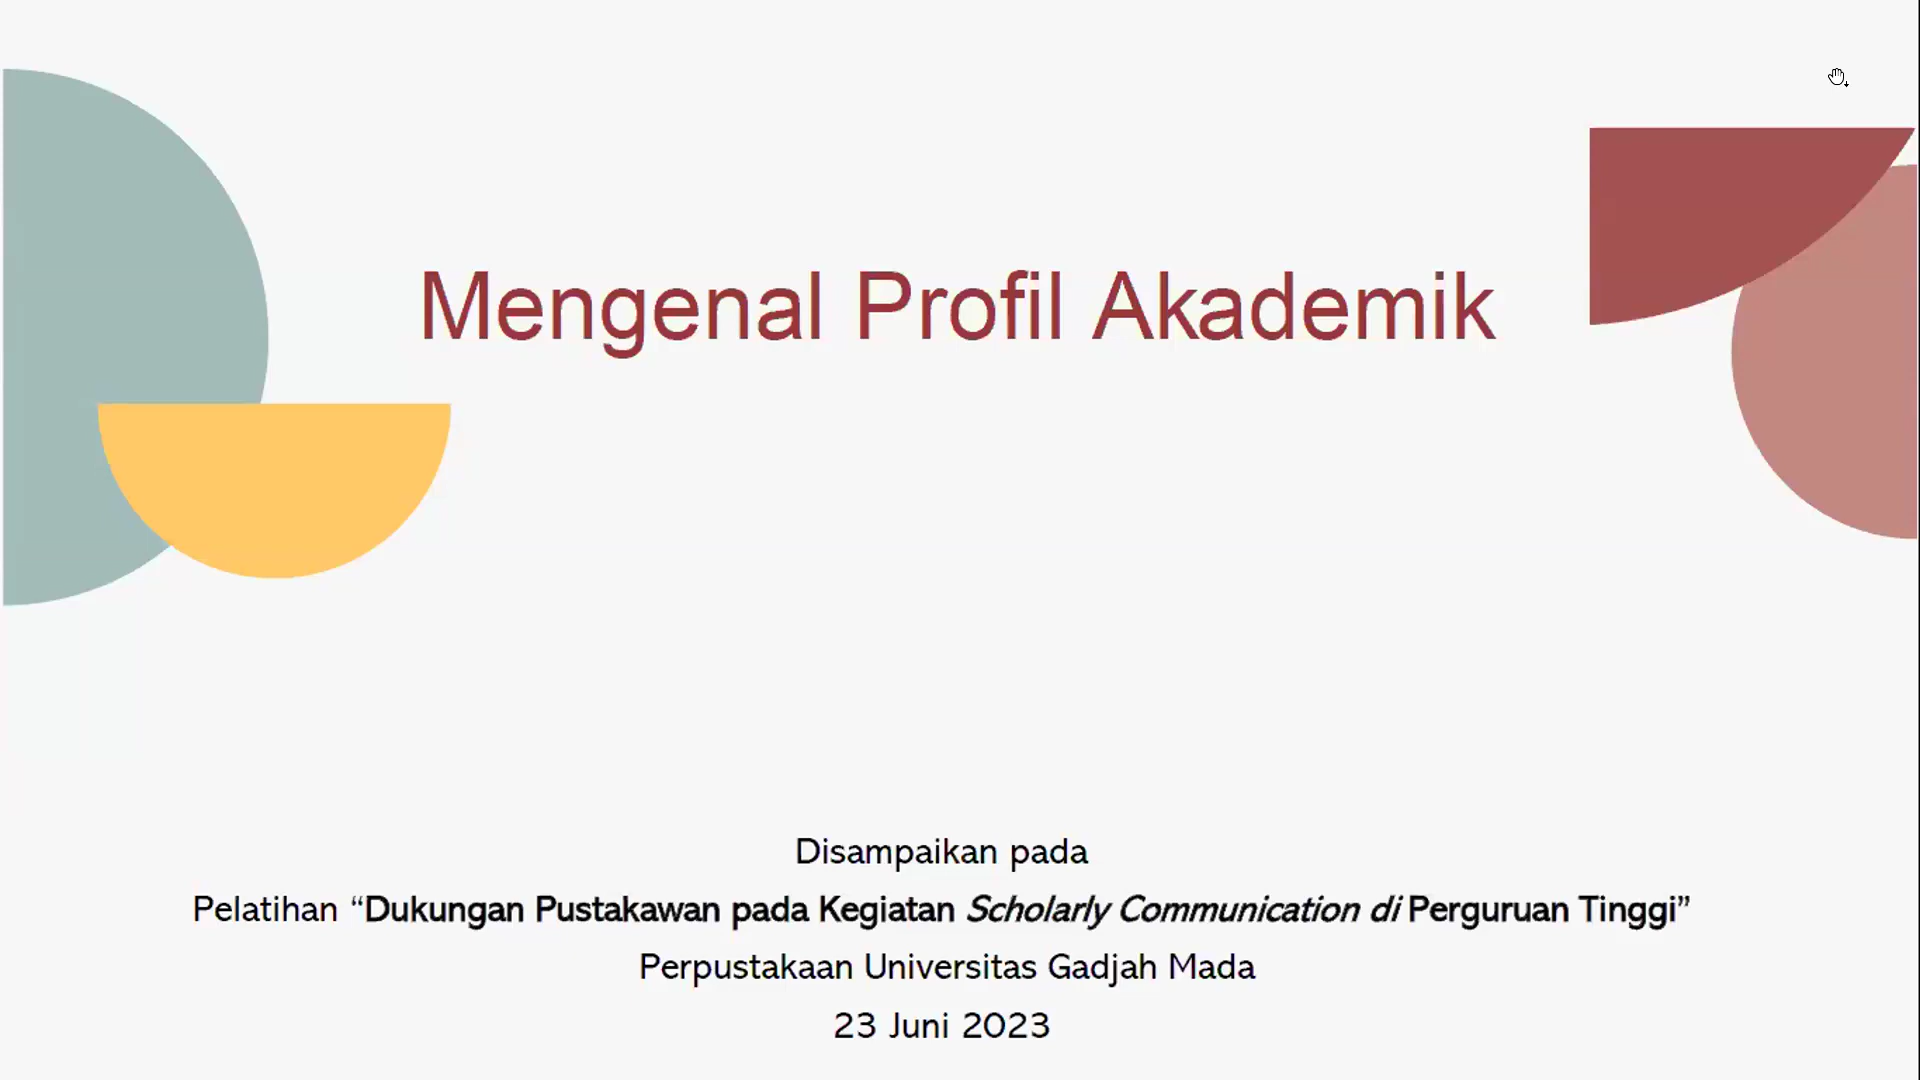 Mengenal Profil Akademik
Disampaikan pada
Pelatihan “Dukungan Pustakawan pada Kegiatan Scholarly Communication di Perguruan Tinggi”
Perpustakaan Universitas Gadjah Mada
23 Juni 2023